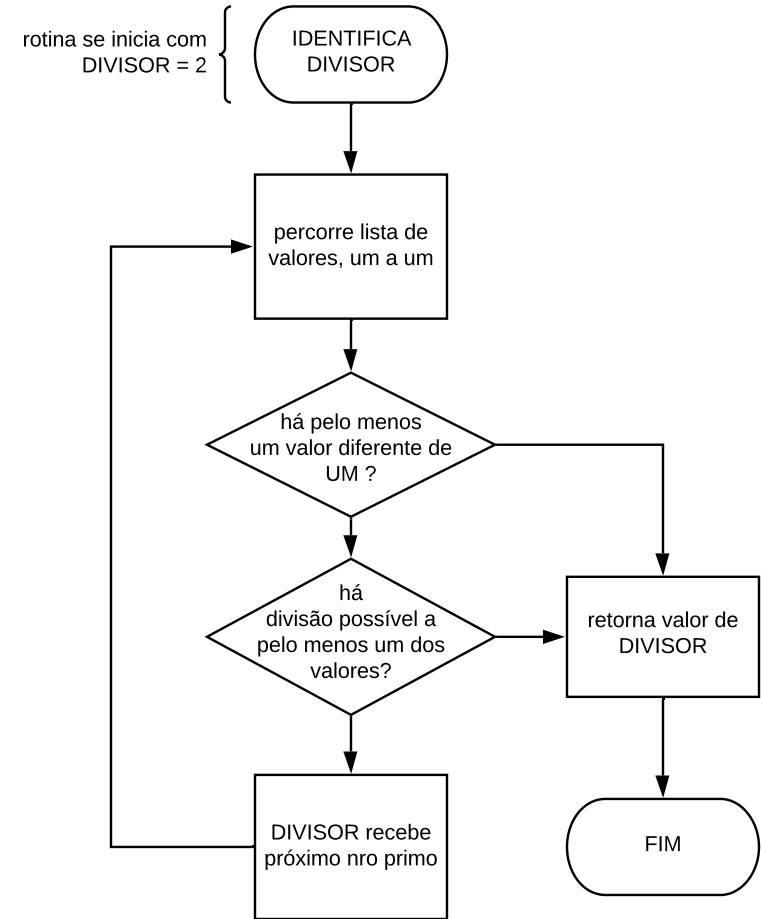 rotina se inicia com
DIVISOR = 2
IDENTIFICA
DIVISOR
percorre lista de
valores, um a um
há pelo menos
um valor diferente de
UM ?
há
divisão possível a
pelo menos um dos
valores?
retorna valor de
DIVISOR
DIVISOR recebe
próximo nro primo
FIM